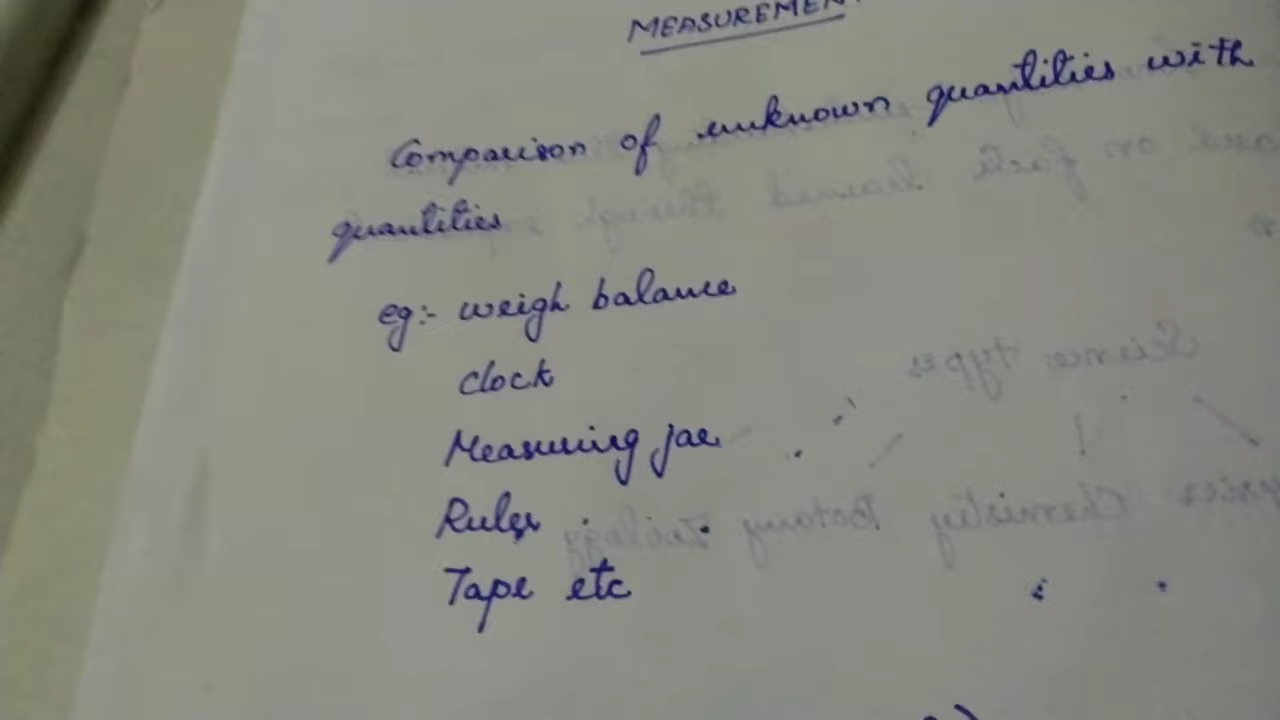 MEASUREMEN
Comparison of unknown quantities with
quantities
eg:- weigh balance
clock
Measuring jar
Ruler
Tape etc